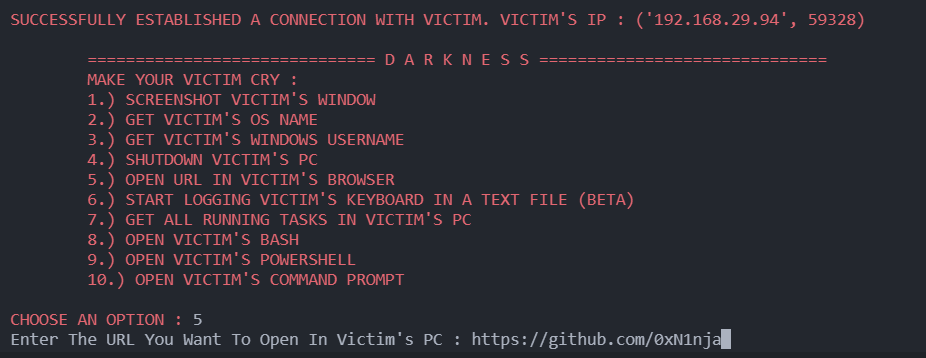 SUCCESSFULLY ESTABLISHED A CONNECTION WITH VICTIM. VICTIM'S IP : ('192.168.29.94', 59328)
============================== D A R K N E S S ==============================
MAKE YOUR VICTIM CRY :
1.) SCREENSHOT VICTIM'S WINDOW
2.) GET VICTIM'S OS NAME
3.) GET VICTIM'S WINDOWS USERNAME
4.) SHUTDOWN VICTIM'S PC
5.) OPEN URL IN VICTIM'S BROWSER
6.) START LOGGING VICTIM'S KEYBOARD IN A TEXT FILE (BETA)
7.) GET ALL RUNNING TASKS IN VICTIM'S PC
8.) OPEN VICTIM'S BASH
9.) OPEN VICTIM'S POWERSHELL
10.) OPEN VICTIM'S COMMAND PROMPT
CHOOSE AN OPTION : 5
Enter The URL You Want To Open In Victim's PC : https://github.com/0xN1nja